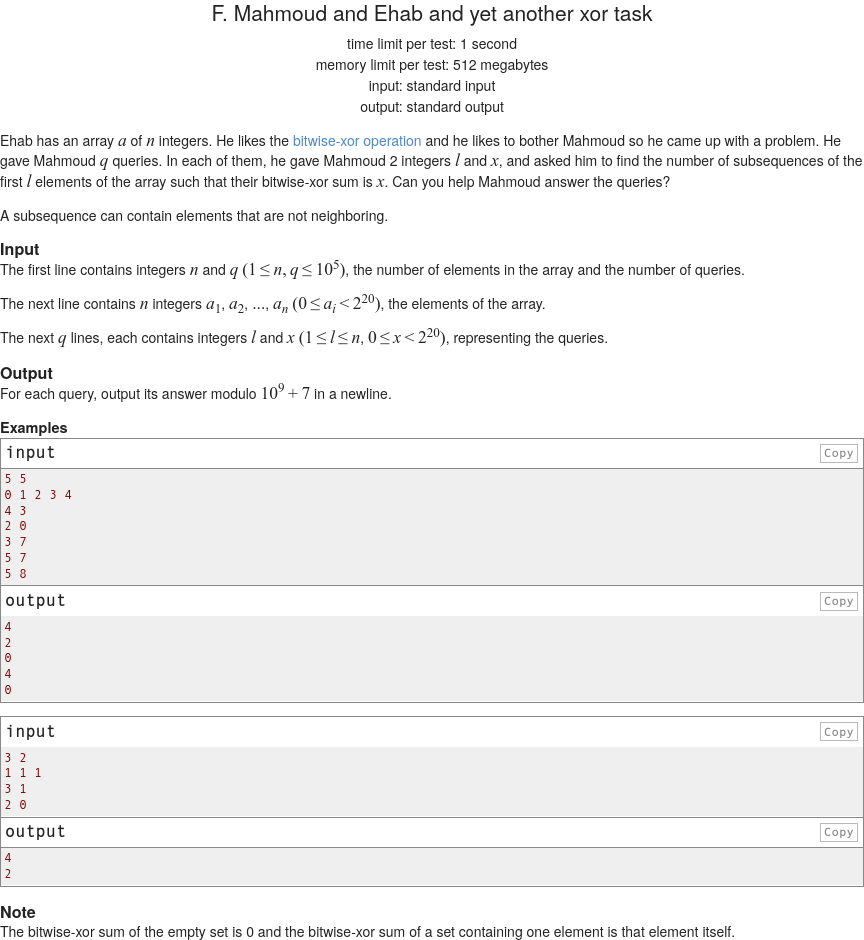 F. Mahmoud and Ehab and yet another xor task
time limit per test: 1 second
memory limit per test: 512 megabytes
input: standard input
output: standard output
Ehab has an array a of n integers. He likes the bitwise-xor operation and he likes to bother Mahmoud so he came up with a problem. He
gave Mahmoud q queries. In each of them, he gave Mahmoud 2 integers l and x, and asked him to find the number of subsequences of the
first l elements of the array such that their bitwise-xor sum is x. Can you help Mahmoud answer the queries?
A subsequence can contain elements that are not neighboring.
Input
The first line contains integers n and q (1 ≤ n, q ≤ 10^5), the number of elements in the array and the number of queries.
The next line contains n integers a_1, a_2, ..., a_n (0 ≤ a_i < 2^20), the elements of the array.
The next q lines, each contains integers l and x (1 ≤ l ≤ n, 0 ≤ x < 2^20), representing the queries.
Output
For each query, output its answer modulo 10^9 + 7 in a newline.
Examples
input
Copy
5 5
0 1 2 3 4
4 3
2 0
3 7
5 7
5 8
output
Copy
4
2
0
4
0
input
Copy
3 2
1 1 1
3 1
2 0
output
Copy
4
2
Note
The bitwise-xor sum of the empty set is 0 and the bitwise-xor sum of a set containing one element is that element itself.